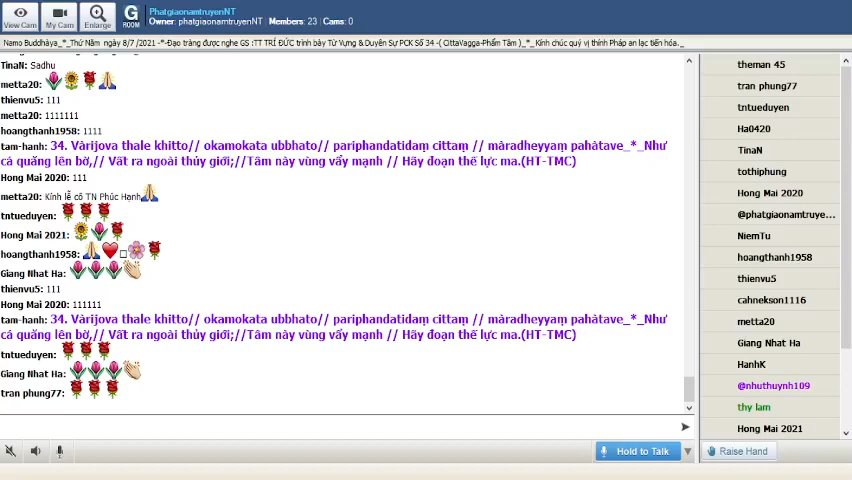 View Cam
My Cam
Enlarge
G
ROOM
PhatgiaonamtruyenNT
Owner: phatgiaonamtruyenNT | Members: 23 | Cams: 0
Namo Buddhàya_*_Thứ Năm ngày 8/7 /2021 -*-Đạo tràng được nghe GS :TT TRÍ ĐỨC trình bày Từ Vựng & Duyên Sự PCK Số 34 -( CittaVagga-Phẩm Tâm )_*_ Kính chúc quý vị thính Pháp an lạc tiến hóa._
TinaN: Sadhu
metta20:
thienvu5: 111
metta20: 1111111
hoangthanh1958: 1111
tam-hanh: 34. Vàrijova thale khitto// okamokata ubbhato// pariphandatidaṃ cittaṃ // màradheyyaṃ pahàtave_*_Như
cá quăng lên bờ,// Vất ra ngoài thủy giới;//Tâm này vùng vẫy mạnh // Hãy đoạn thế lực ma.(HT-TMC)
Hong Mai 2020: 111
metta20: Kính lễ cô TN Phúc Hạnh
tntueduyen:
Hong Mai 2021:
hoangthanh1958:
Giang Nhat Ha:
thienvu5: 111
Hong Mai 2020: 111111
tam-hanh: 34. Vàrijova thale khitto// okamokata ubbhato// pariphandatidaṃ cittaṃ // màradheyyaṃ pahàtave_*_Như
cá quăng lên bờ,// Vất ra ngoài thủy giới;//Tâm này vùng vẫy mạnh // Hãy đoạn thế lực ma.(HT-TMC)
tntueduyen:
Giang Nhat Ha:
tran phung77:
theman 45
tran phung77
tntueduyen
Ha0420
TinaN
tothiphung
Hong Mai 2020
@phatgiaonamtruye...
NiemTu
hoangthanh1958
thienvu5
cahnekson1116
metta20
Giang Nhat Ha
HanhK
@nhuthuynh109
thy lam
Hong Mai 2021
Hold to Talk
Raise Hand